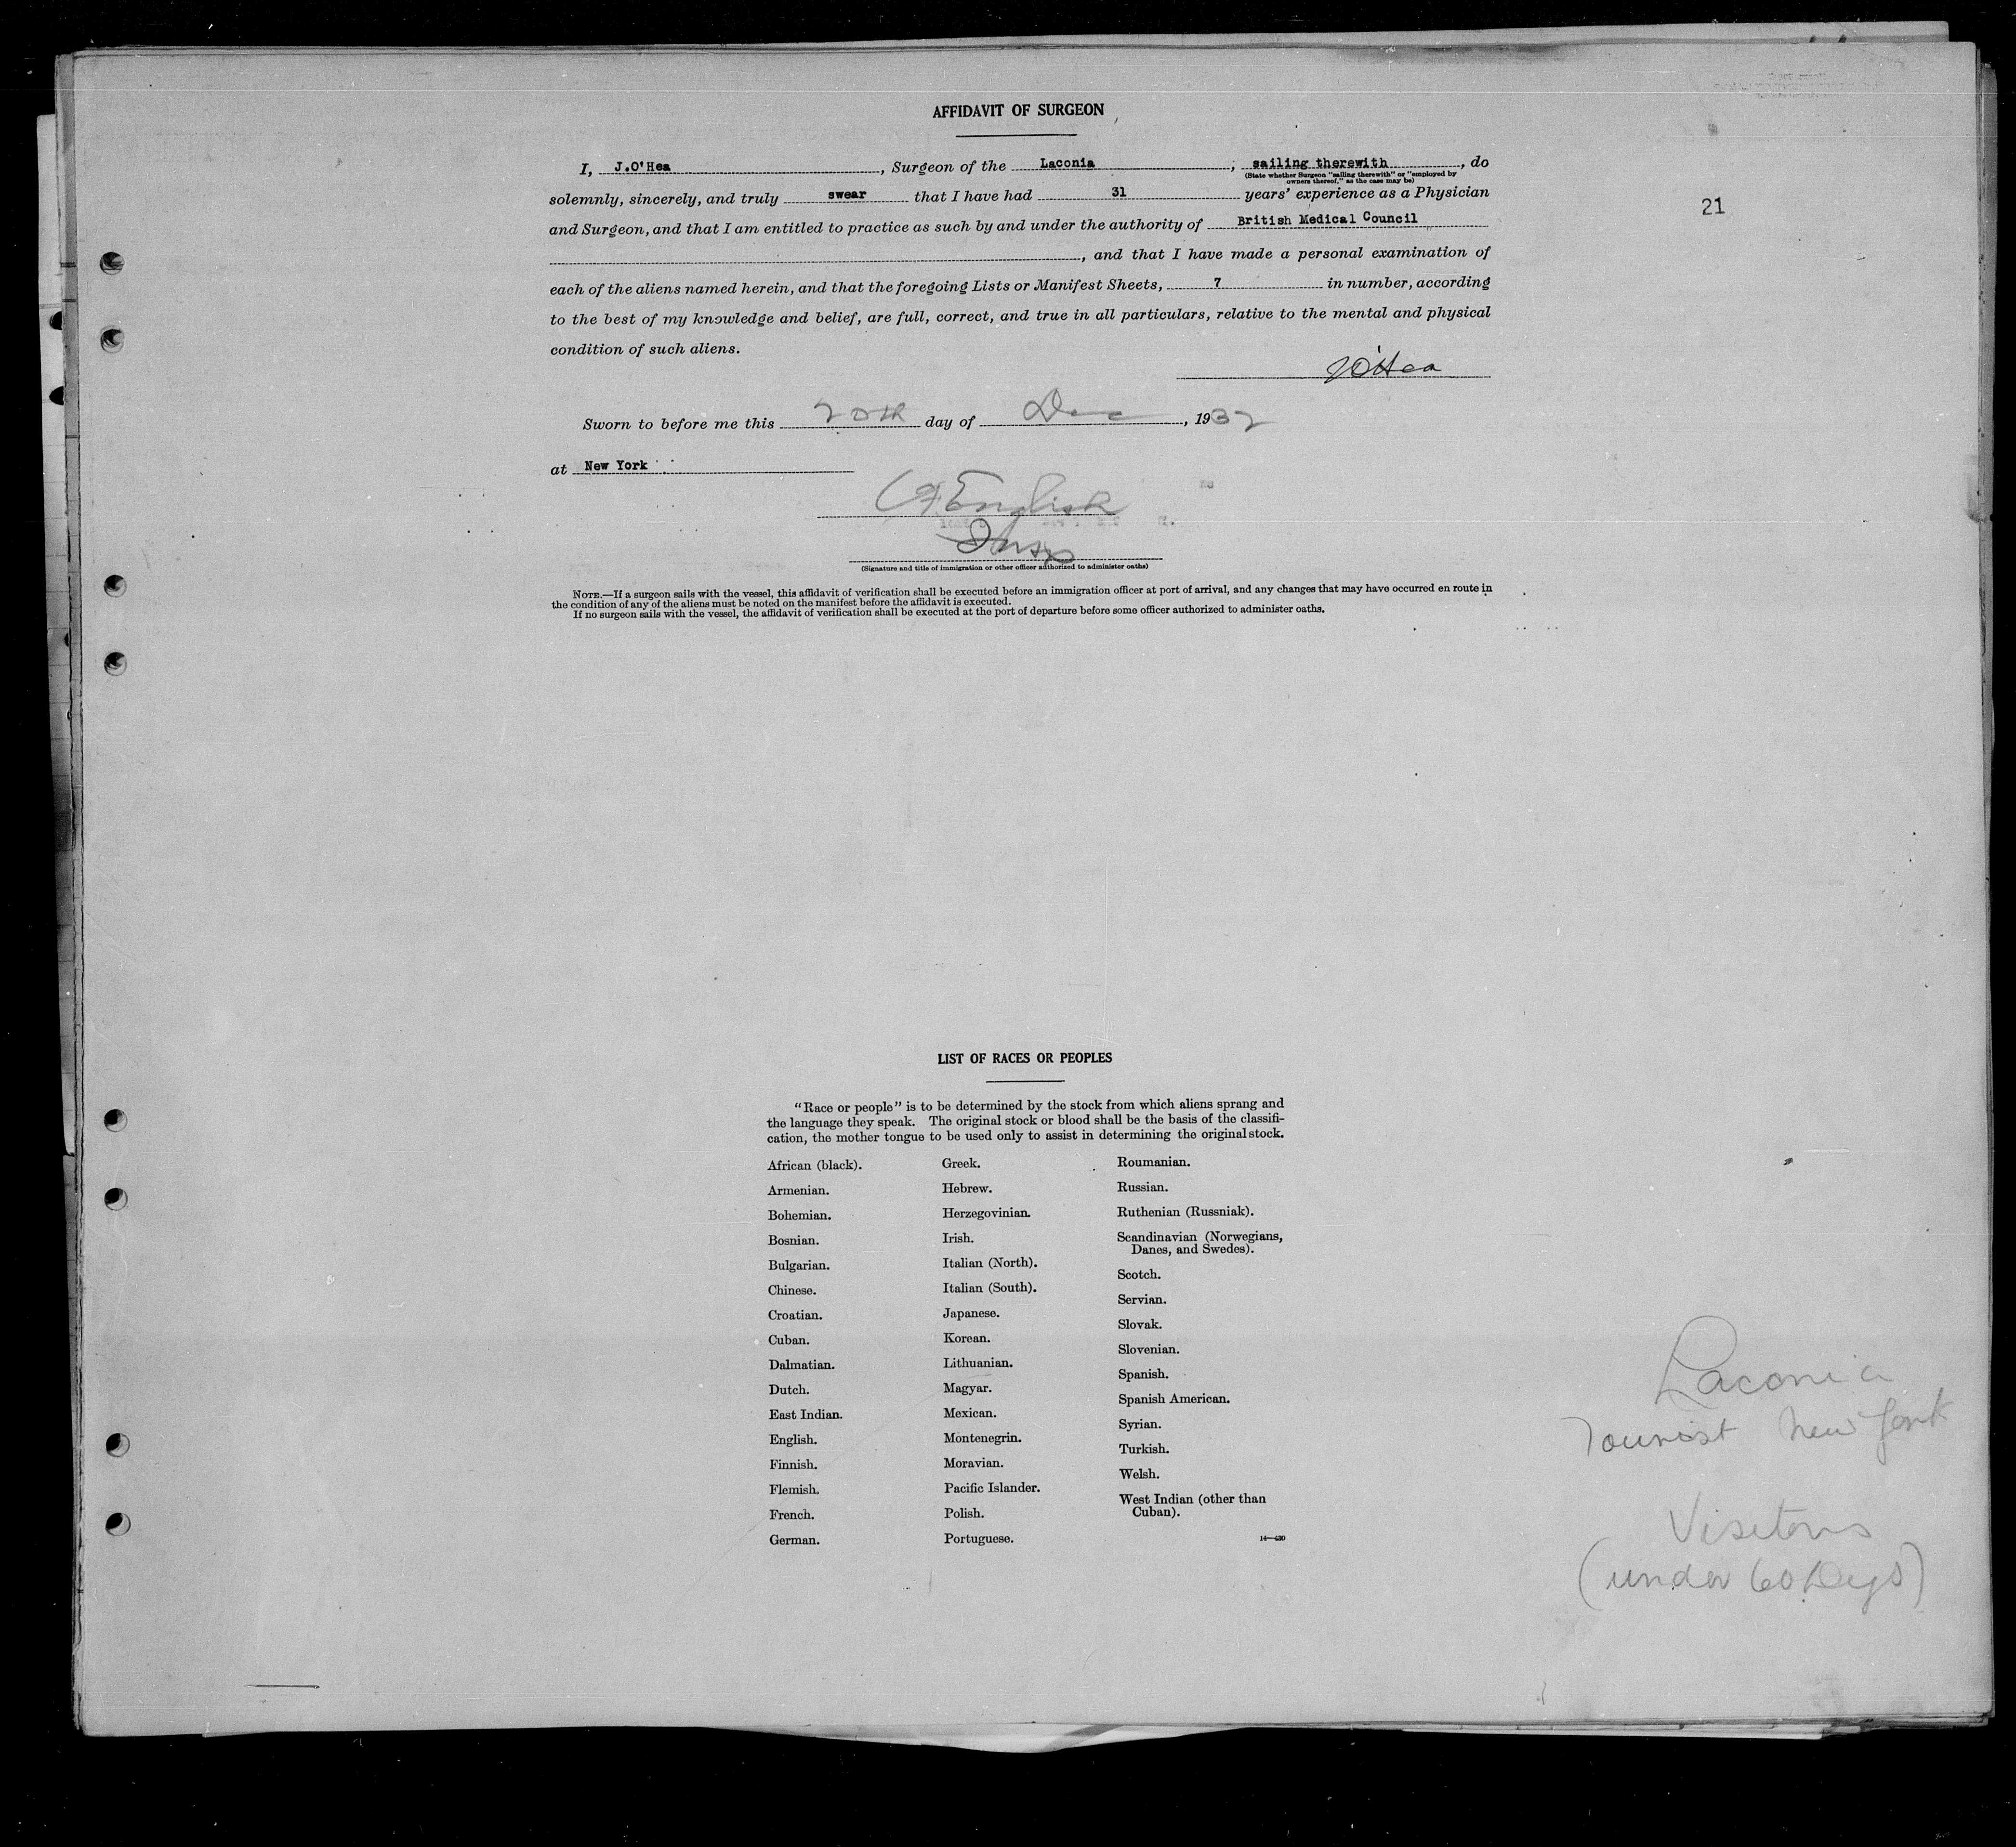 AFFIDAVIT OF SURGEON
I, J.O'Hea, Surgeon of the Laconia, sailing therewith, do
(State whether Surgeon "sailing therewith" or "employed by
owners thereof," as the case may be)
solemnly, sincerely, and truly swear that I have had 31 years' experience as a Physician
21
and Surgeon, and that I am entitled to practice as such by and under the authority of British Medical Council
, and that I have made a personal examination of
each of the aliens named herein, and that the foregoing Lists or Manifest Sheets, 7 in number, according
to the best of my knowledge and belief, are full, correct, and true in all particulars, relative to the mental and physical
condition of such aliens.
JO'Hea
Sworn to before me this 20th day of Dec, 1932
at New York
English
(Signature and title of immigration or other officer authorized to administer oaths)
NOTE.—If a surgeon sails with the vessel, this affidavit of verification shall be executed before an immigration officer at port of arrival, and any changes that may have occurred en route in
the condition of any of the aliens must be noted on the manifest before the affidavit is executed.
If no surgeon sails with the vessel, the affidavit of verification shall be executed at the port of departure before some officer authorized to administer oaths.
LIST OF RACES OR PEOPLES
"Race or people" is to be determined by the stock from which aliens sprang and
the language they speak. The original stock or blood shall be the basis of the classifi-
cation, the mother tongue to be used only to assist in determining the original stock.
African (black).
Armenian.
Bohemian.
Bosnian.
Bulgarian.
Chinese.
Croatian.
Cuban.
Dalmatian.
Dutch.
East Indian.
English.
Finnish.
Flemish.
French.
German.
Greek.
Hebrew.
Herzegovinian.
Irish.
Italian (North).
Italian (South).
Japanese.
Korean.
Lithuanian.
Magyar.
Mexican.
Montenegrin.
Moravian.
Pacific Islander.
Polish.
Portuguese.
Roumanian.
Russian.
Ruthenian (Russniak).
Scandinavian (Norwegians,
Danes, and Swedes).
Scotch.
Servian.
Slovak.
Slovenian.
Spanish.
Spanish American.
Syrian.
Turkish.
Welsh.
West Indian (other than
Cuban).
Laconia
Tourist New York
Visitors
(under 60 Days)